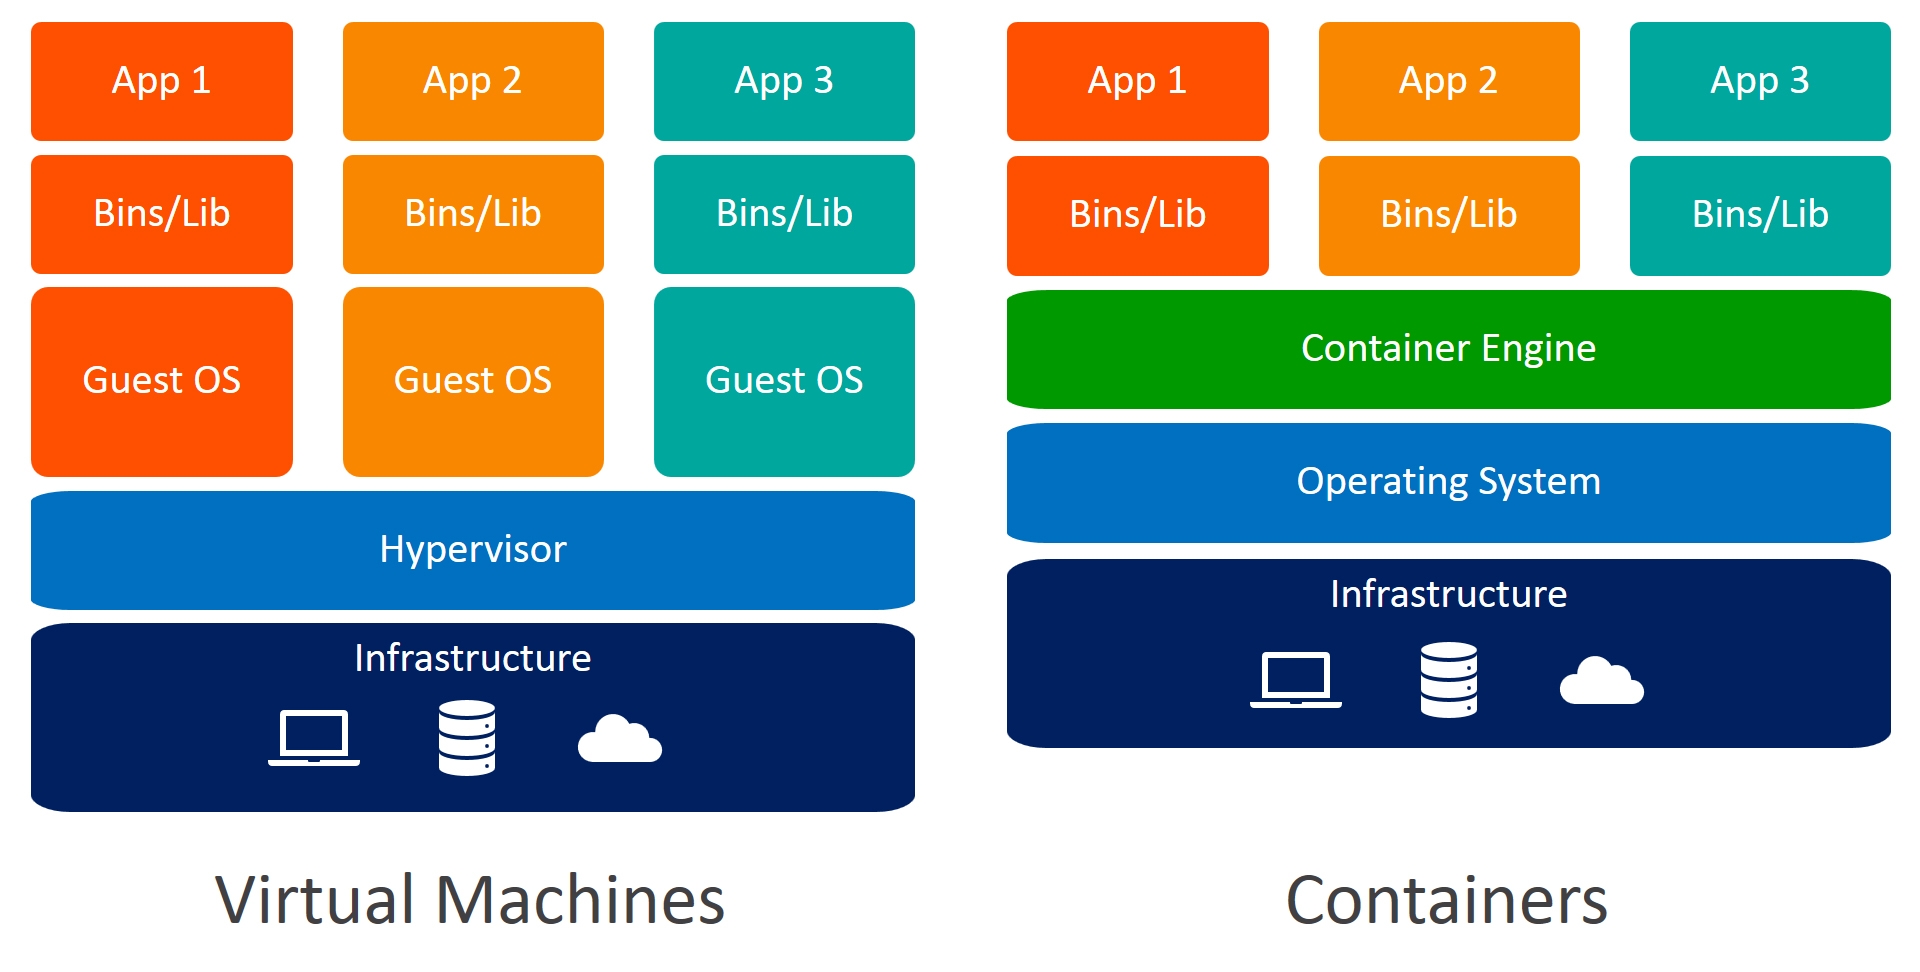 App 1
App 2
App 3
Bins/Lib
Bins/Lib
Bins/Lib
Guest OS
Guest OS
Guest OS
Hypervisor
Infrastructure
Virtual Machines
App 1
App 2
App 3
Bins/Lib
Bins/Lib
Bins/Lib
Container Engine
Operating System
Infrastructure
Containers